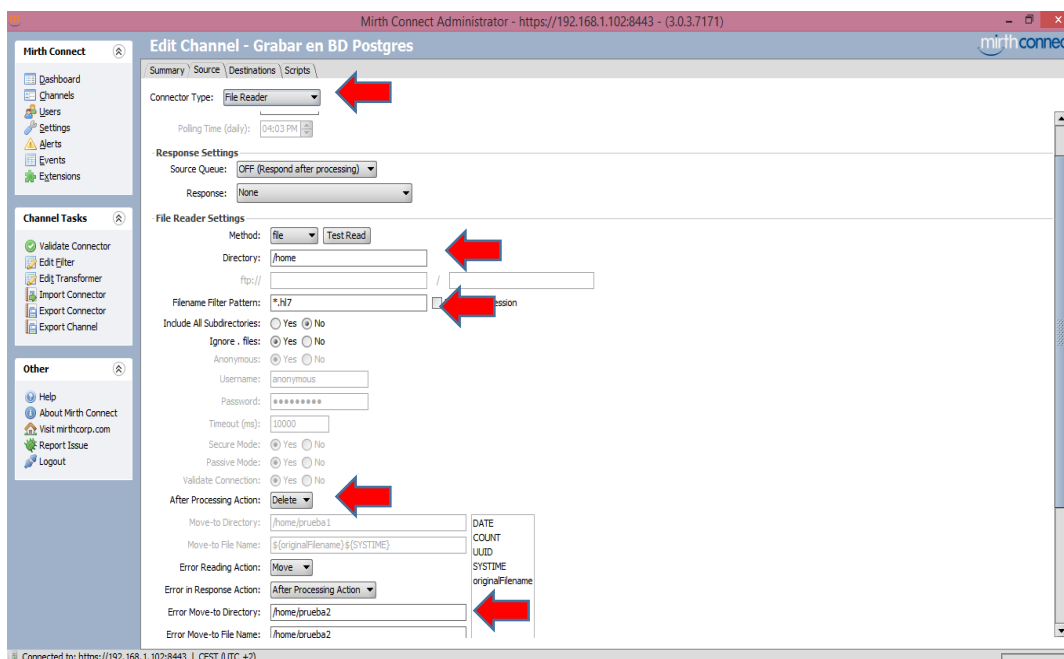 Mirth Connect Administrator - https://192.168.1.102:8443 - (3.0.3.7171)
Mirth Connect
Dashboard
Channels
Users
Settings
Alerts
Events
Extensions
Channel Tasks
Validate Connector
Edit Filter
Edit Transformer
Import Connector
Export Connector
Export Channel
Other
Help
About Mirth Connect
Visit mirthcorp.com
Report Issue
Logout
Edit Channel - Grabar en BD Postgres
mirth connec
Summary Source Destinations Scripts
Connector Type: File Reader
Polling Time (daily): 04:03 PM
Response Settings
Source Queue: OFF (Respond after processing)
Response: None
File Reader Settings
Method: file Test Read
Directory: /home
ftp:// /
Filename Filter Pattern: *.hl7 ession
Include All Subdirectories: Yes No
Ignore . files: Yes No
Anonymous: Yes No
Username: anonymous
Password:
Timeout (ms): 10000
Secure Mode: Yes No
Passive Mode: Yes No
Validate Connection: Yes No
After Processing Action: Delete
Move-to Directory: /home/prueba1
Move-to File Name: ${originalFilename}${SYSTIME}
Error Reading Action: Move
Error in Response Action: After Processing Action
Error Move-to Directory: /home/prueba2
Error Move-to File Name: /home/prueba2
DATE
COUNT
UUID
SYSTIME
originalFilename
Connected to: https://192.168.1.102:8443 | CEST (UTC +2)